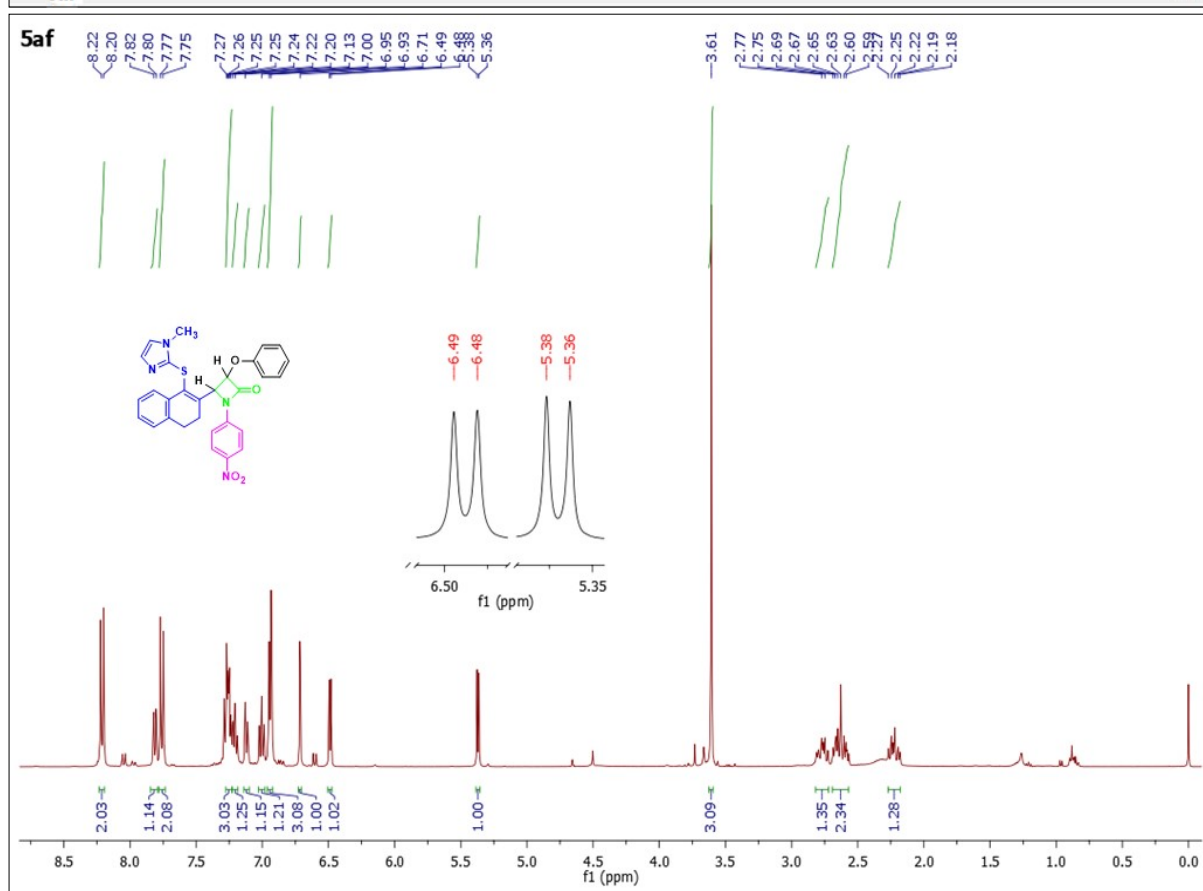 5af
8.22 8.20 7.82 7.80 7.77 7.75 7.27 7.26 7.25 7.25 7.24 7.22 7.20 7.13 7.00 6.95 6.93 6.71 6.49 6.48 5.38 5.36 3.61 2.77 2.75 2.69 2.67 2.65 2.63 2.60 2.59 2.27 2.25 2.22 2.19 2.18
CH3
N
N
S
H
H
O
O
N
NO2
6.49 6.48 5.38 5.36
6.50 5.35
f1 (ppm)
2.03 1.14 2.08 3.03 1.25 1.15 1.21 3.08 1.00 1.02 1.00 3.09 1.35 2.34 1.28
8.5 8.0 7.5 7.0 6.5 6.0 5.5 5.0 4.5 4.0 3.5 3.0 2.5 2.0 1.5 1.0 0.5 0.0
f1 (ppm)